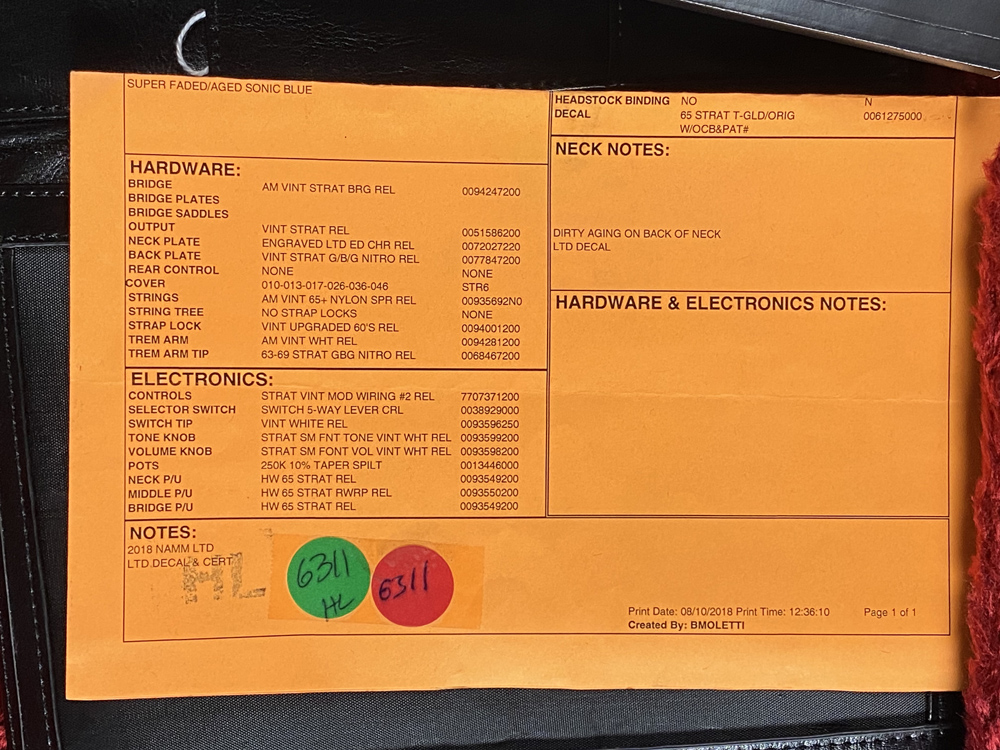 SUPER FADED/AGED SONIC BLUE
HEADSTOCK BINDING NO N
DECAL 65 STRAT T-GLD/ORIG 0061275000
W/OCB&PAT#
HARDWARE:
BRIDGE AM VINT STRAT BRG REL 0094247200
BRIDGE PLATES
BRIDGE SADDLES
OUTPUT VINT STRAT REL 0051586200
NECK PLATE ENGRAVED LTD ED CHR REL 0072027220
BACK PLATE VINT STRAT G/B/G NITRO REL 0077847200
REAR CONTROL NONE NONE
COVER 010-013-017-026-036-046 STR6
STRINGS AM VINT 65+ NYLON SPR REL 00935692N0
STRING TREE NO STRAP LOCKS NONE
STRAP LOCK VINT UPGRADED 60'S REL 0094001200
TREM ARM AM VINT WHT REL 0094281200
TREM ARM TIP 63-69 STRAT GBG NITRO REL 0068467200
ELECTRONICS:
CONTROLS STRAT VINT MOD WIRING #2 REL 7707371200
SELECTOR SWITCH SWITCH 5-WAY LEVER CRL 0038929000
SWITCH TIP VINT WHITE REL 0093596250
TONE KNOB STRAT SM FNT TONE VINT WHT REL 0093599200
VOLUME KNOB STRAT SM FONT VOL VINT WHT REL 0093598200
POTS 250K 10% TAPER SPILT 0013446000
NECK P/U HW 65 STRAT REL 0093549200
MIDDLE P/U HW 65 STRAT RWRP REL 0093550200
BRIDGE P/U HW 65 STRAT REL 0093549200
NECK NOTES:
DIRTY AGING ON BACK OF NECK
LTD DECAL
HARDWARE & ELECTRONICS NOTES:
NOTES:
2018 NAMM LTD
LTD.DECAL & CERT
HL
6311
HL
6311
Print Date: 08/10/2018 Print Time: 12:36:10 Page 1 of 1
Created By: BMOLETTI